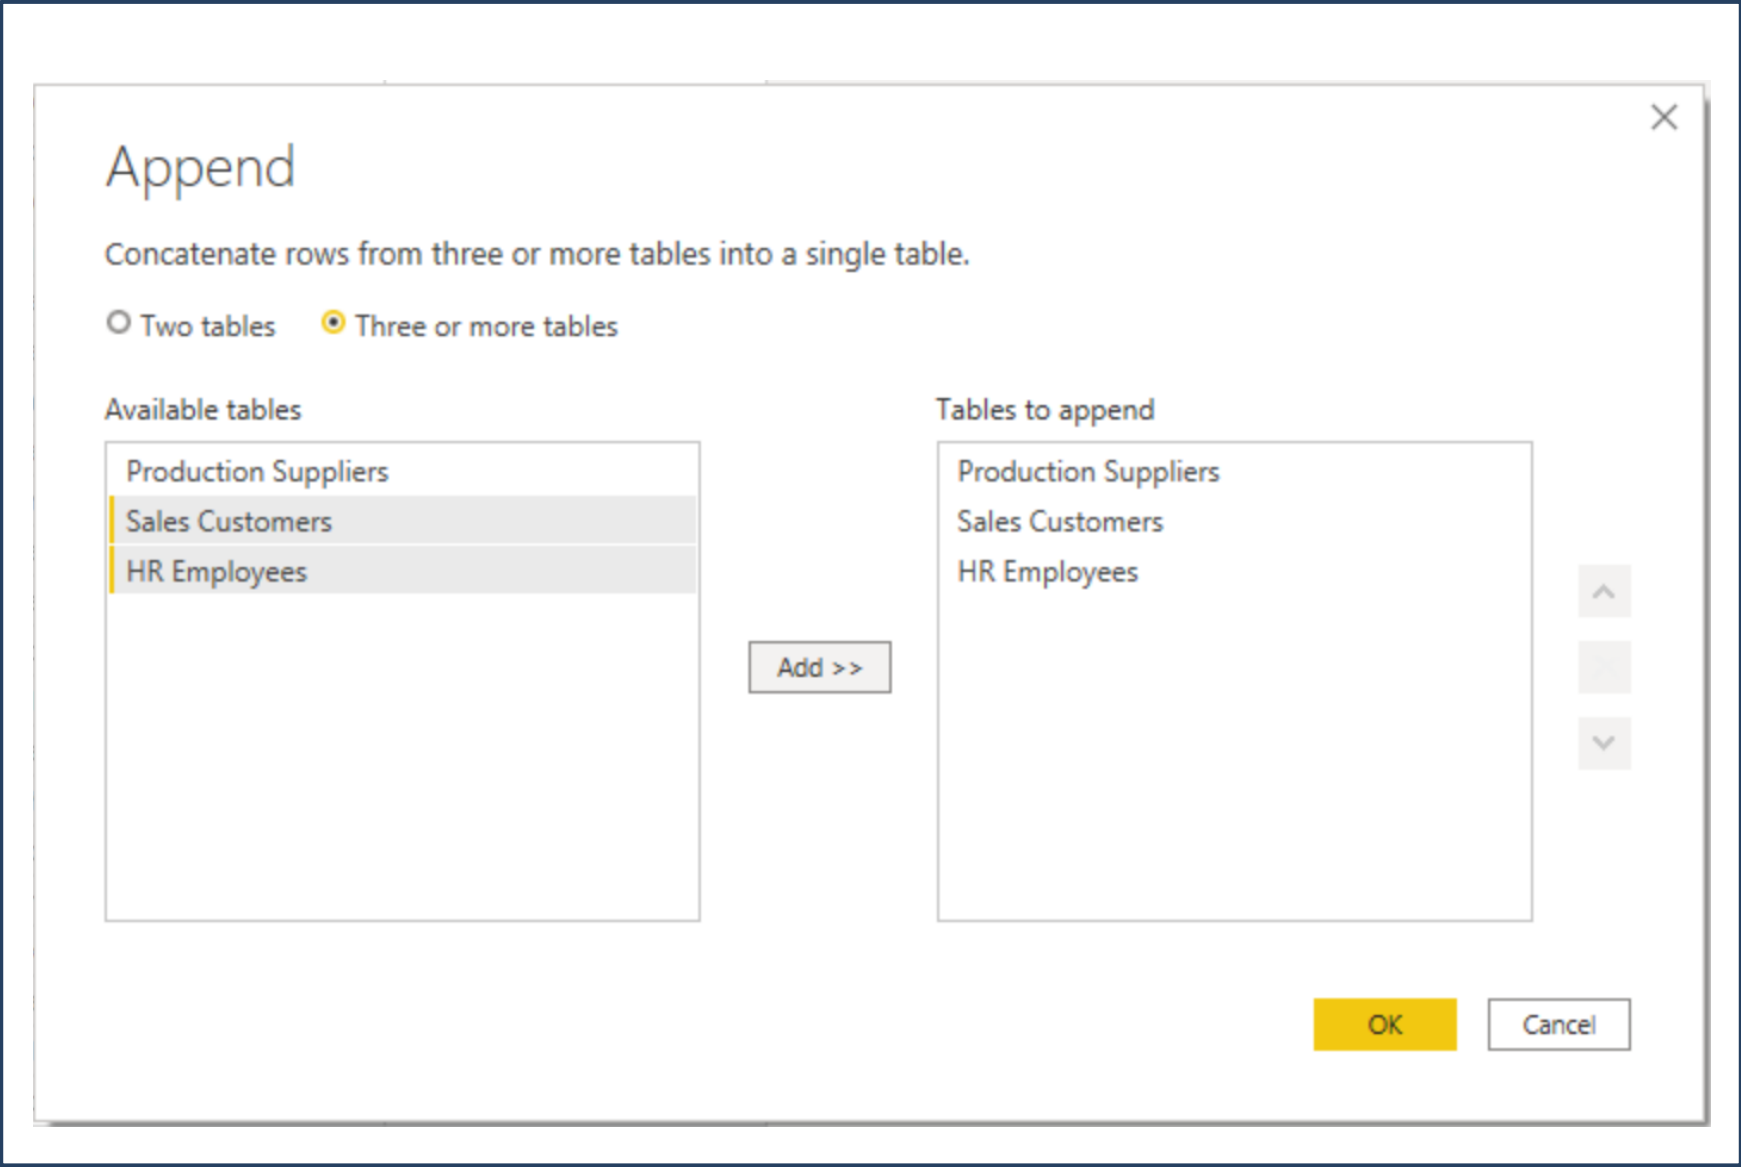 Append
Concatenate rows from three or more tables into a single table.
Two tables
Three or more tables
Available tables
Production Suppliers
Sales Customers
HR Employees
Add >>
Tables to append
Production Suppliers
Sales Customers
HR Employees
OK
Cancel